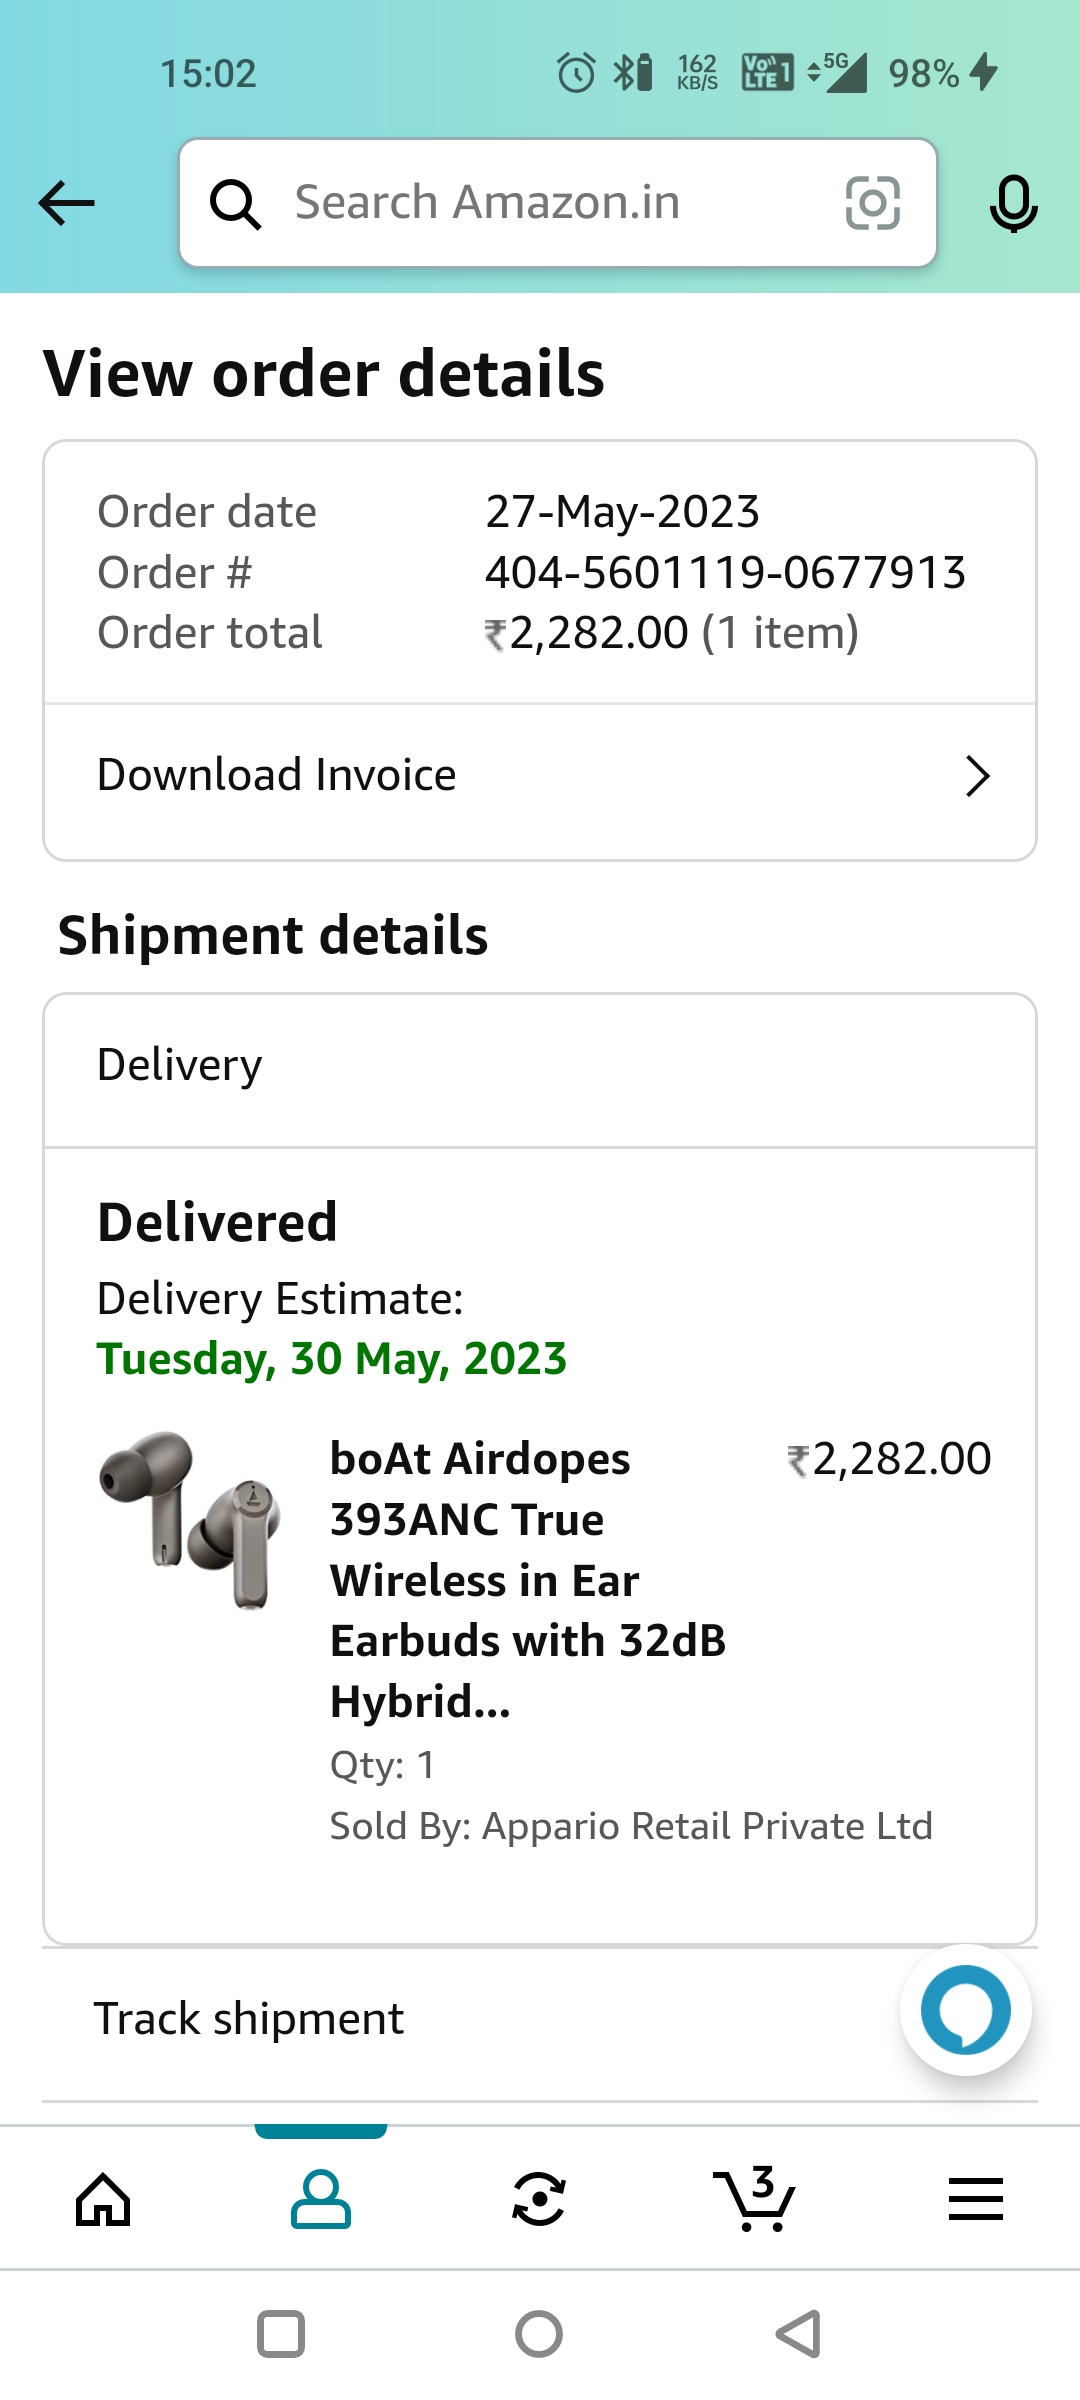 15:02
162
KB/S
Vo))
LTE 1
5G
98%
Search Amazon.in
View order details
Order date 27-May-2023
Order # 404-5601119-0677913
Order total ₹2,282.00 (1 item)
Download Invoice
Shipment details
Delivery
Delivered
Delivery Estimate:
Tuesday, 30 May, 2023
boAt Airdopes ₹2,282.00
393ANC True
Wireless in Ear
Earbuds with 32dB
Hybrid...
Qty: 1
Sold By: Appario Retail Private Ltd
Track shipment
3